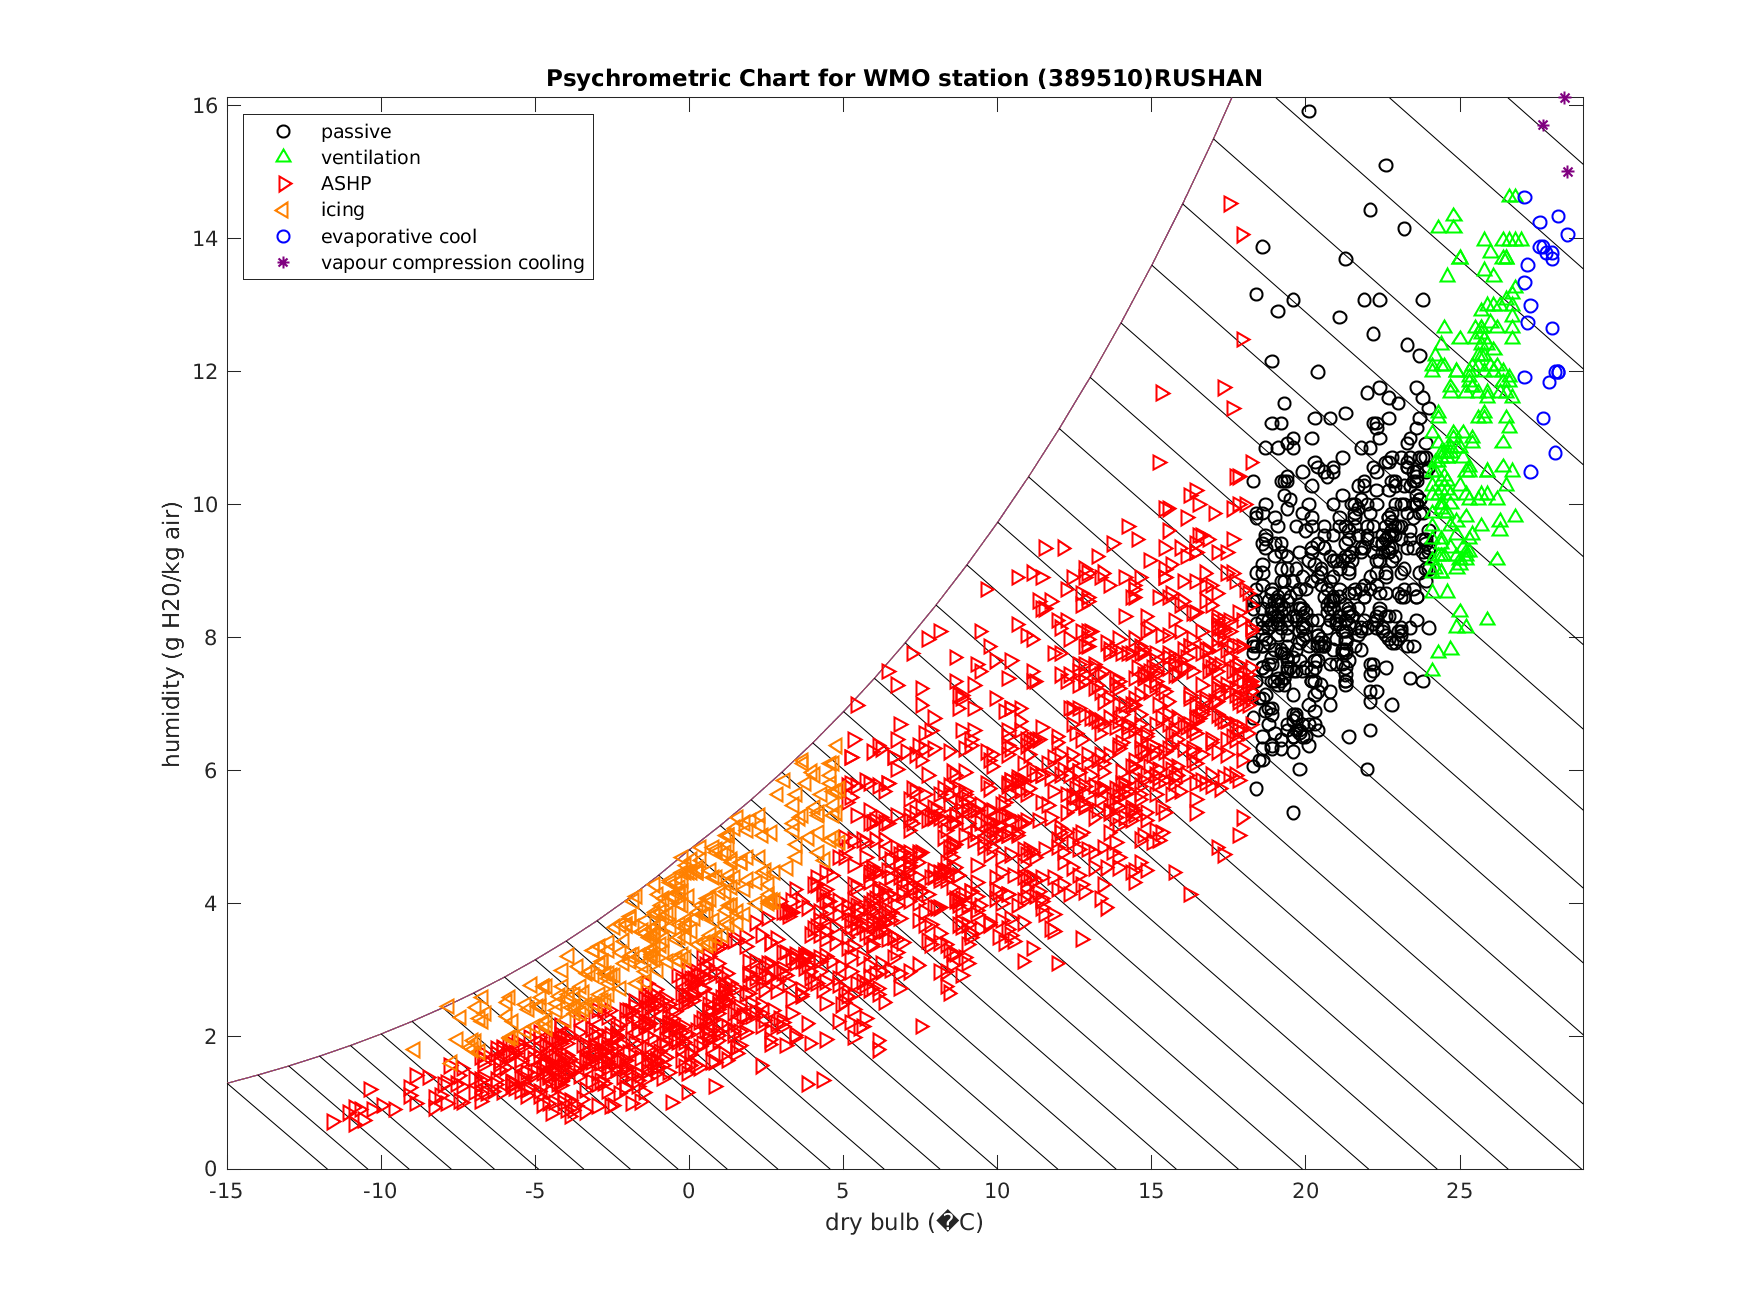 Psychrometric Chart for WMO station (389510)RUSHAN
16
14
12
10
8
6
4
2
0
humidity (g H20/kg air)
passive
ventilation
ASHP
icing
evaporative cool
vapour compression cooling
-15 -10 -5 0 5 10 15 20 25
dry bulb (�C)